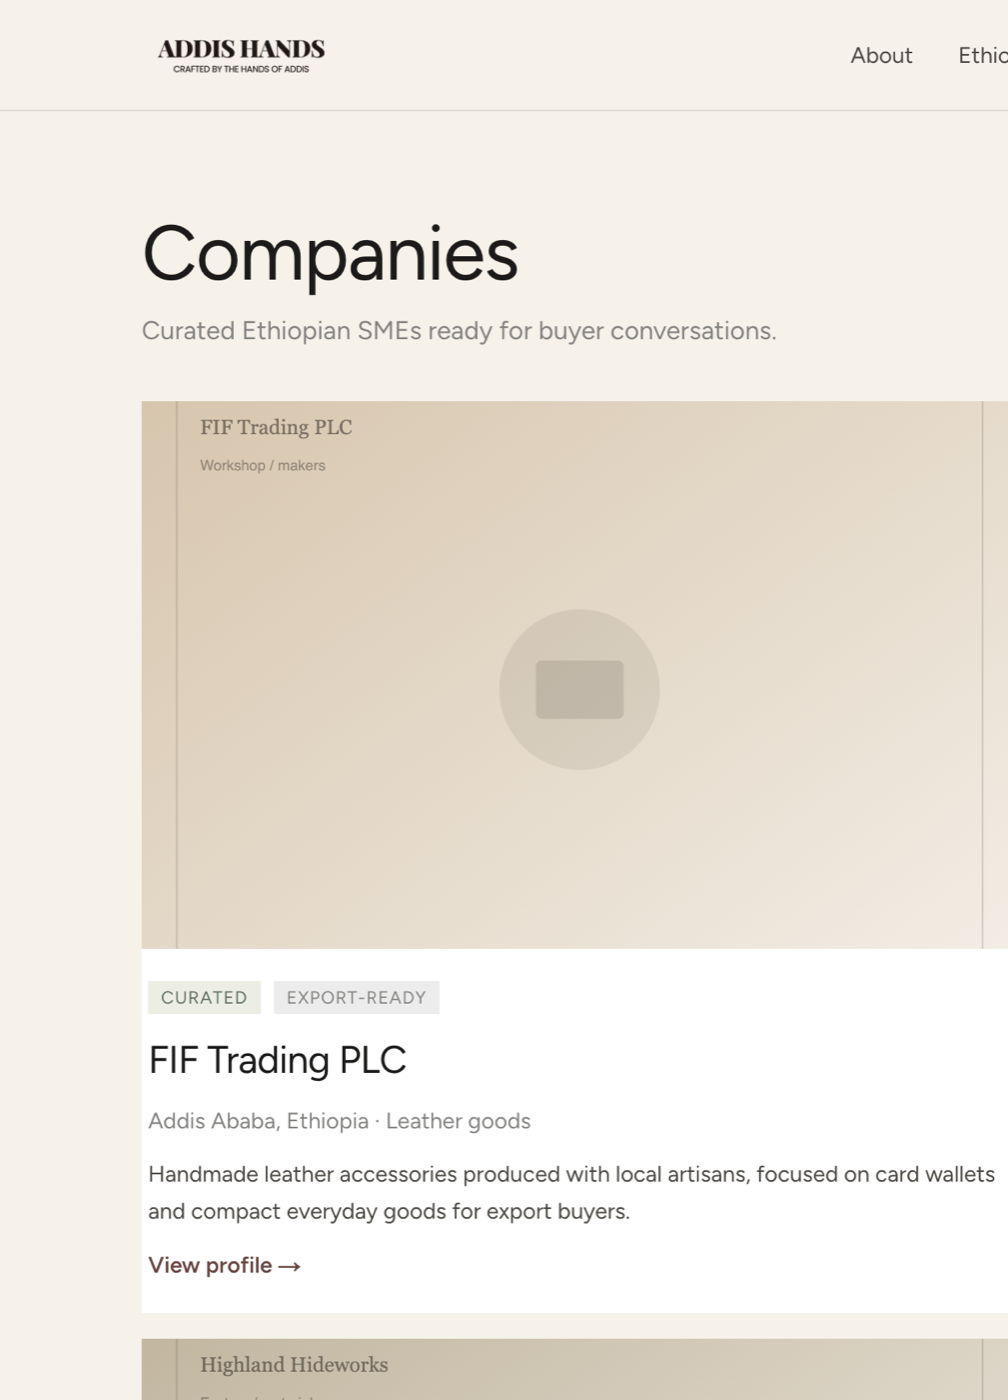 ADDIS HANDS
CRAFTED BY THE HANDS OF ADDIS
About
Companies
Curated Ethiopian SMEs ready for buyer conversations.
FIF Trading PLC
Workshop / makers
CURATED
EXPORT-READY
FIF Trading PLC
Addis Ababa, Ethiopia · Leather goods
Handmade leather accessories produced with local artisans, focused on card wallets
and compact everyday goods for export buyers.
View profile →
Highland Hideworks